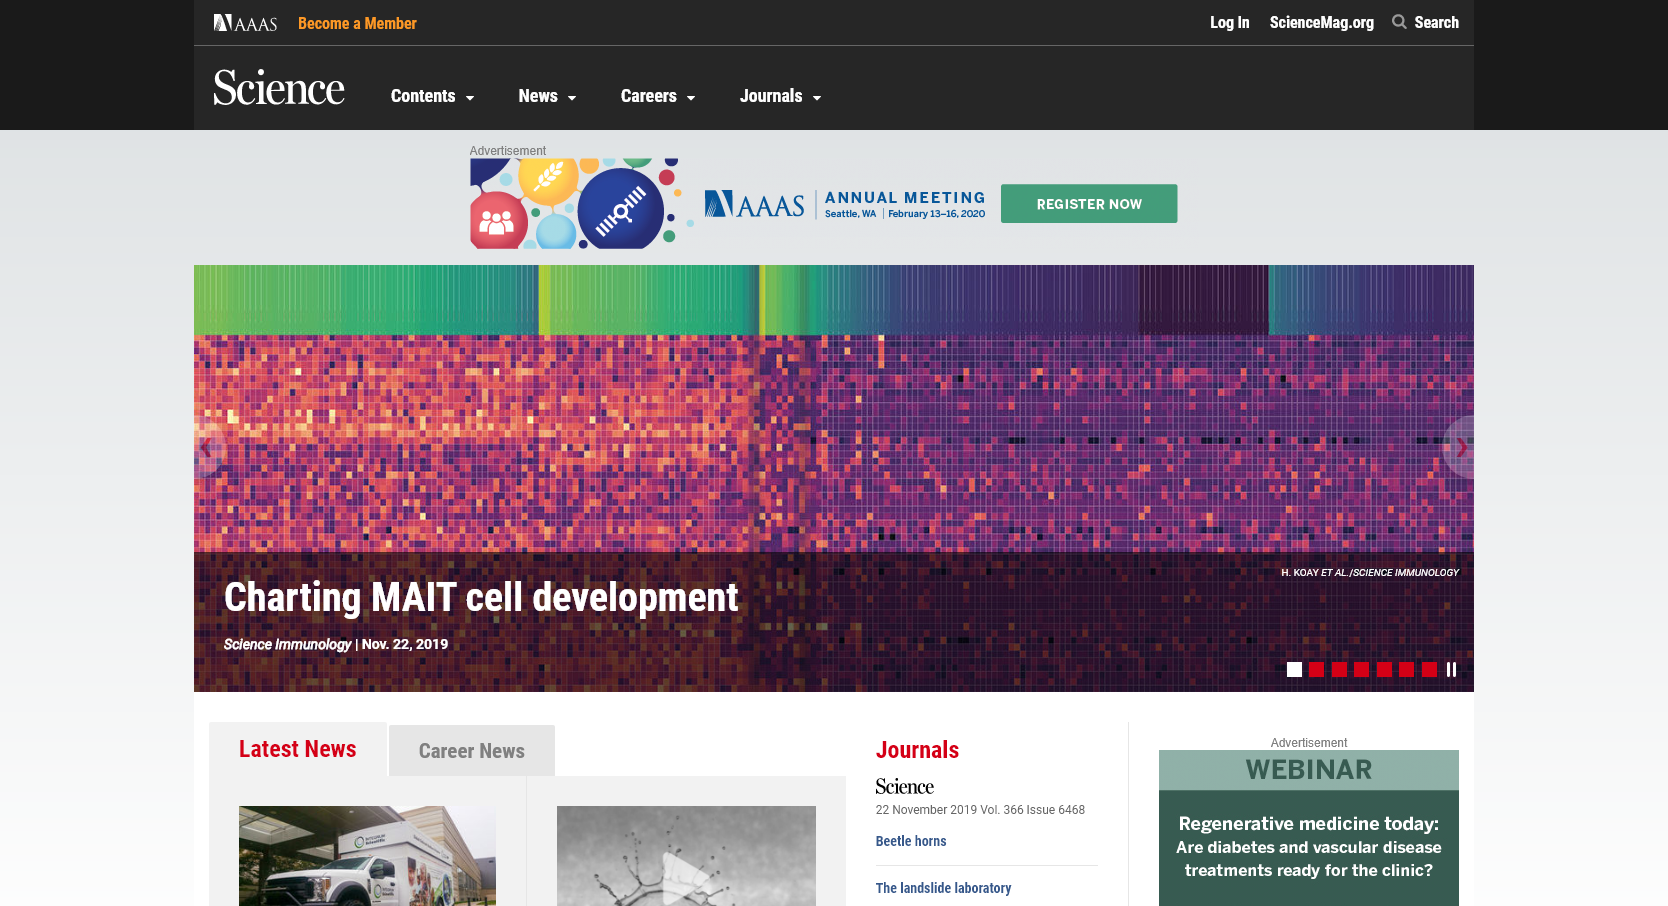 AAAS
Become a Member
Log In
ScienceMag.org
Search
Science
Contents
News
Careers
Journals
Advertisement
AAAS
ANNUAL MEETING
Seattle, WA | February 13–16, 2020
REGISTER NOW
Charting MAIT cell development
H. KOAY ET AL./SCIENCE IMMUNOLOGY
Science Immunology | Nov. 22, 2019
Latest News
Career News
Journals
Science
22 November 2019 Vol. 366 Issue 6468
Beetle horns
The landslide laboratory
Advertisement
WEBINAR
Regenerative medicine today:
Are diabetes and vascular disease
treatments ready for the clinic?